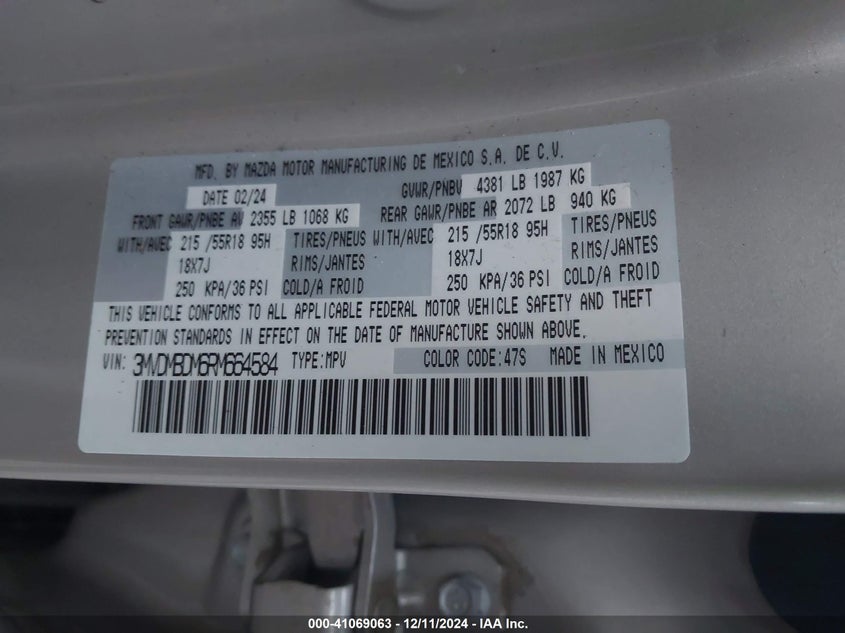 MFD. BY MAZDA MOTOR MANUFACTURING DE MEXICO S.A. DE C.V.
DATE 02/24 GVWR/PNBV 4381 LB 1987 KG
FRONT GAWR/PNBE AV 2355 LB 1068 KG REAR GAWR/PNBE AR 2072 LB 940 KG
WITH/AVEC 215 /55R18 95H TIRES/PNEUS WITH/AVEC 215 /55R18 95H TIRES/PNEUS
18X7J RIMS/JANTES 18X7J RIMS/JANTES
250 KPA/36 PSI COLD/A FROID 250 KPA/36 PSI COLD/A FROID
THIS VEHICLE CONFORMS TO ALL APPLICABLE FEDERAL MOTOR VEHICLE SAFETY AND THEFT
PREVENTION STANDARDS IN EFFECT ON THE DATE OF MANUFACTURE SHOWN ABOVE.
VIN: 3MVDMBDM6RM664584 TYPE:MPV COLOR CODE:47S MADE IN MEXICO
000-41069063 - 12/11/2024 - IAA Inc.